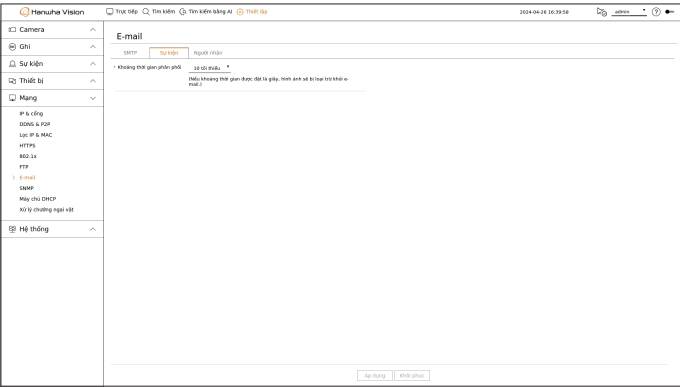 Hanwha Vision
Trực tiếp Tìm kiếm Tìm kiếm bằng AI Thiết lập 2024-04-26 16:39:58 admin
Camera
Ghi
Sự kiện
Thiết bị
Mạng
IP & cổng
DDNS & P2P
Lọc IP & MAC
HTTPS
802.1x
FTP
E-mail
SNMP
Máy chủ DHCP
Xử lý chướng ngại vật
Hệ thống
E-mail
SMTP Sự kiện Người nhận
Khoảng thời gian phân phối 10 tối thiểu
(Nếu khoảng thời gian được đặt là giây, hình ảnh sẽ bị loại trừ khỏi e-
mail.)
Áp dụng Khôi phục